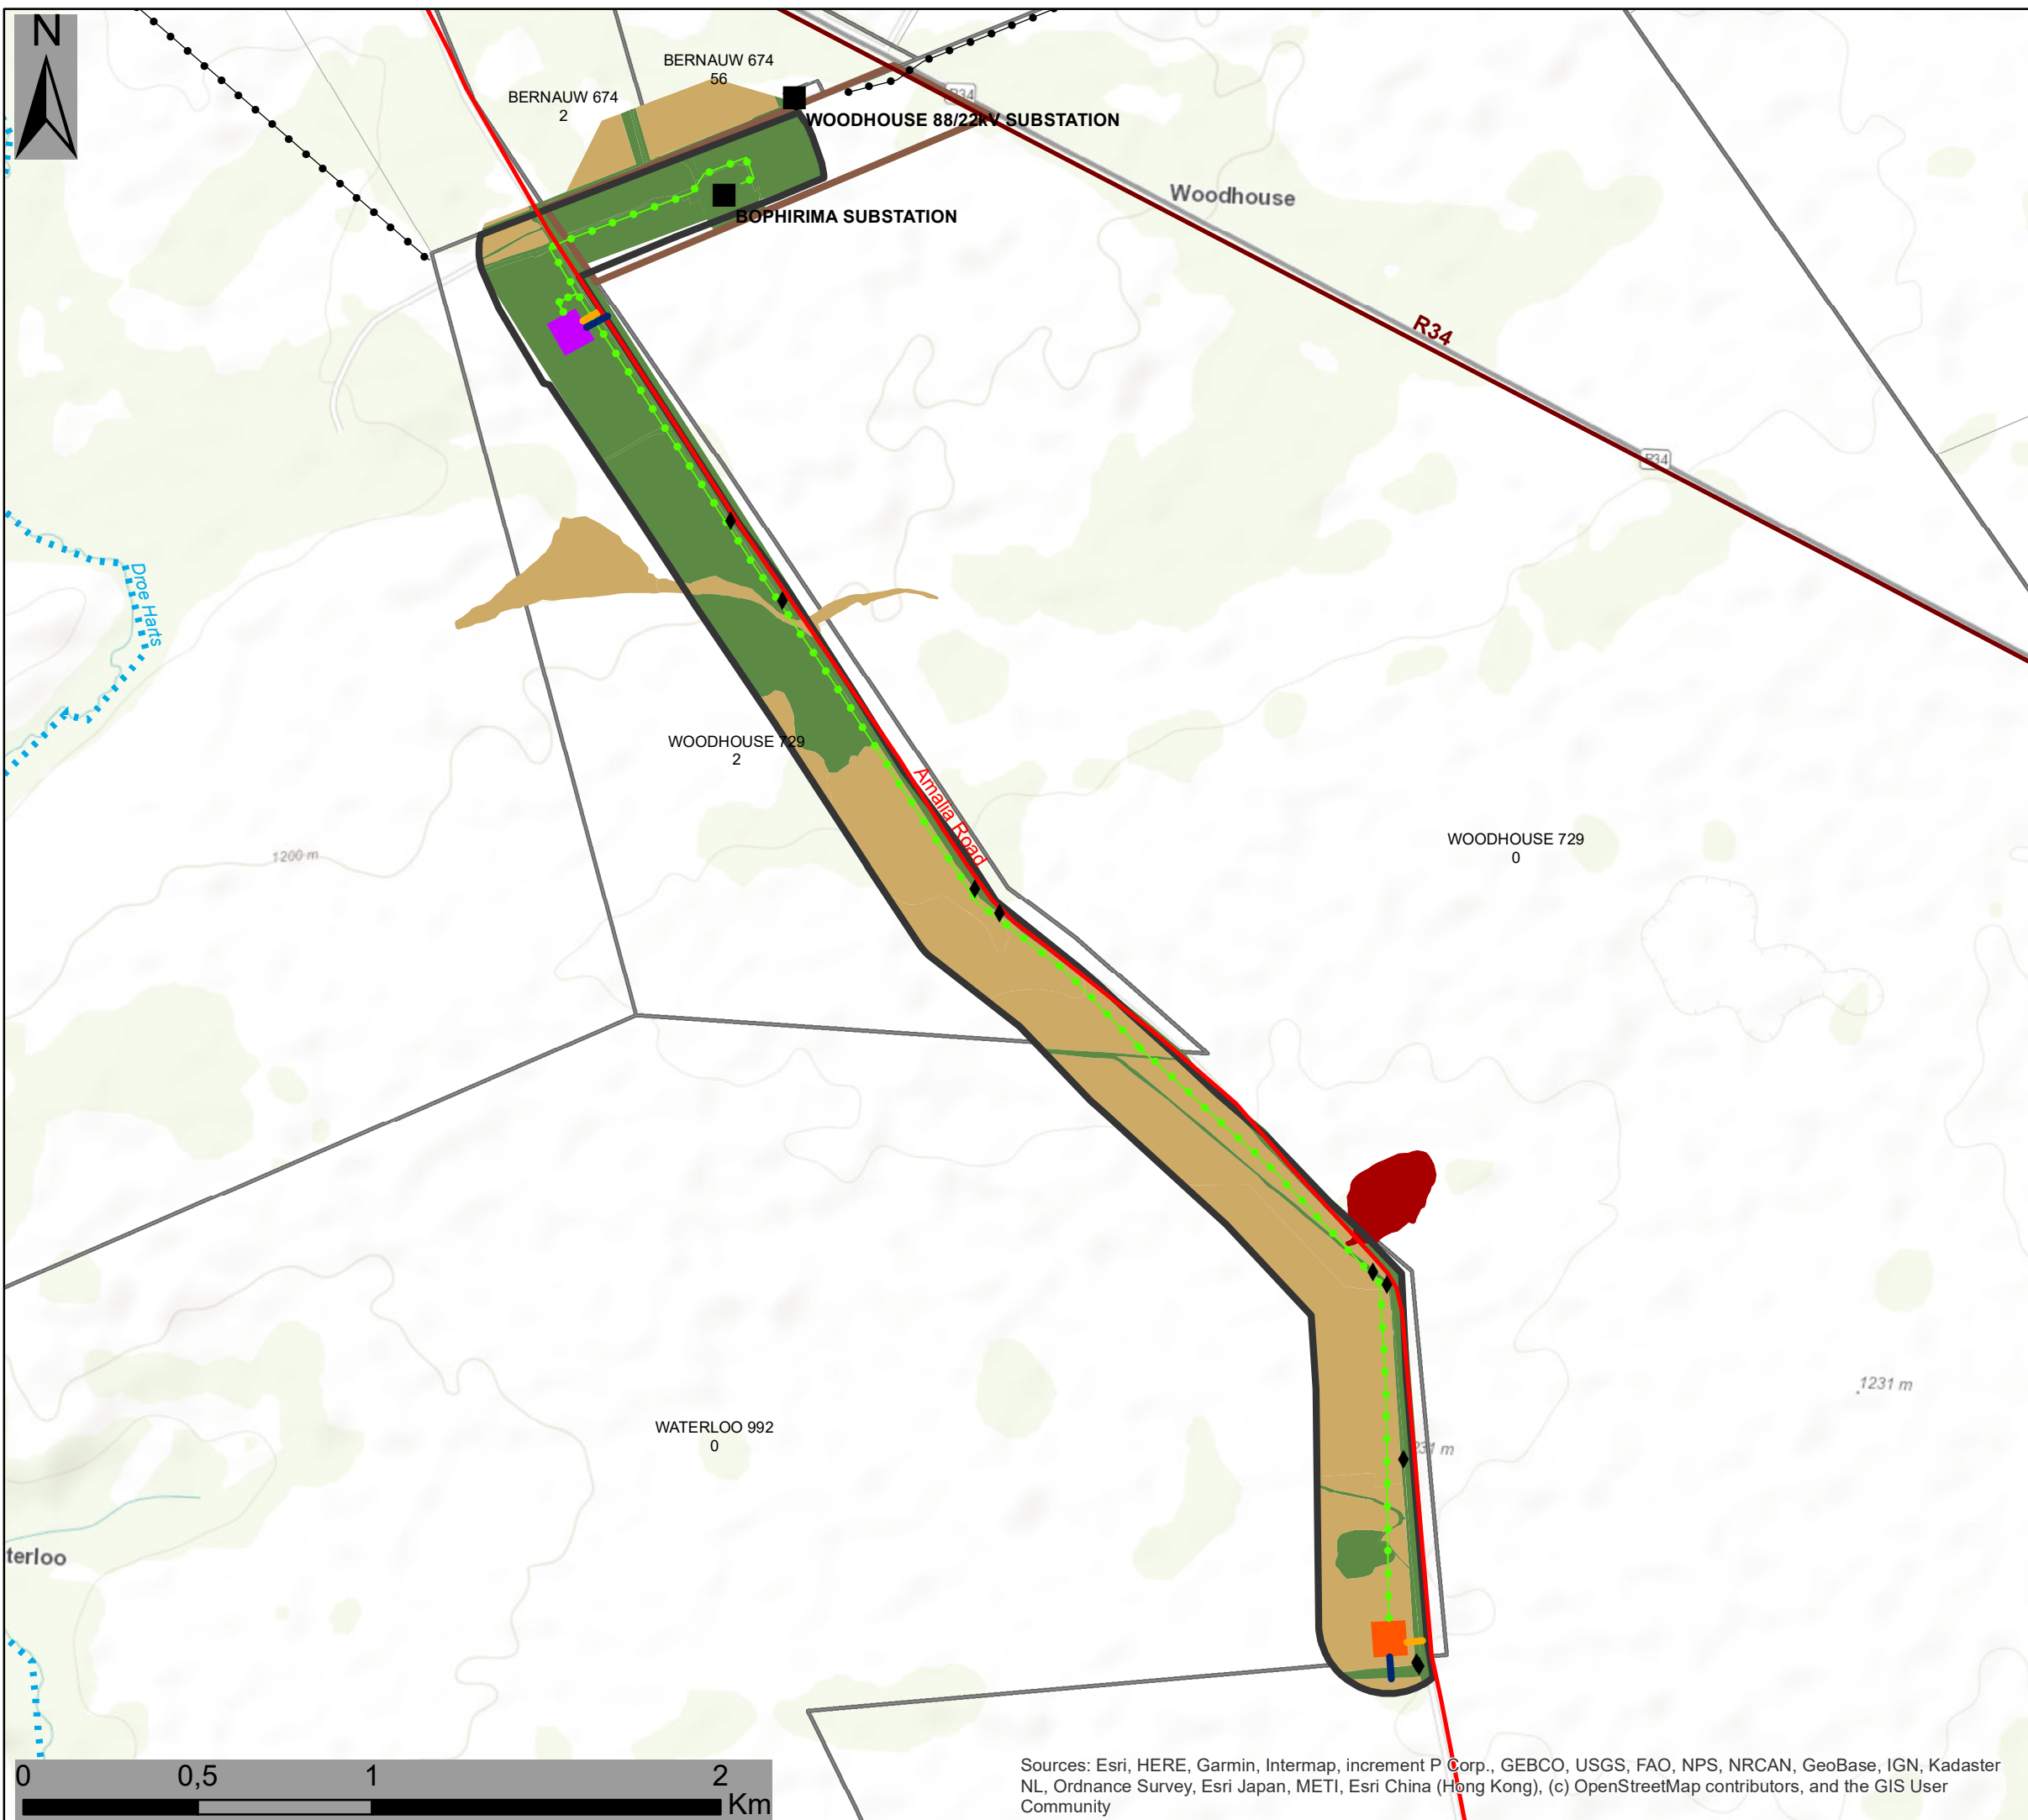 N
BERNAUW 674
56
BERNAUW 674
2
R34
WOODHOUSE 88/22kV SUBSTATION
Woodhouse
BOPHIRIMA SUBSTATION
R34
R34
Droe Harts
WOODHOUSE 729
2
Amalia Road
WOODHOUSE 729
0
1200 m
1231 m
WATERLOO 992
0
231 m
terloo
0 0,5 1 2
Km
Sources: Esri, HERE, Garmin, Intermap, increment P Corp., GEBCO, USGS, FAO, NPS, NRCAN, GeoBase, IGN, Kadaster
NL, Ordnance Survey, Esri Japan, METI, Esri China (Hong Kong), (c) OpenStreetMap contributors, and the GIS User
Community